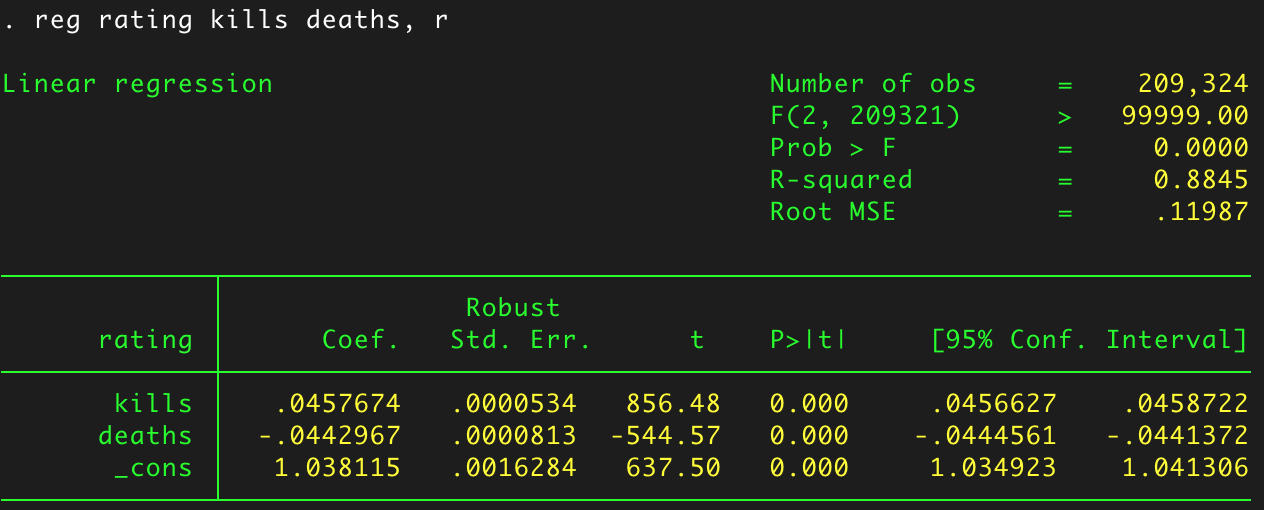 . reg rating kills deaths, r
Linear regression Number of obs = 209,324
F(2, 209321) > 99999.00
Prob > F = 0.0000
R-squared = 0.8845
Root MSE = .11987
Robust
rating Coef. Std. Err. t P>|t| [95% Conf. Interval]
kills .0457674 .0000534 856.48 0.000 .0456627 .0458722
deaths -.0442967 .0000813 -544.57 0.000 -.0444561 -.0441372
_cons 1.038115 .0016284 637.50 0.000 1.034923 1.041306